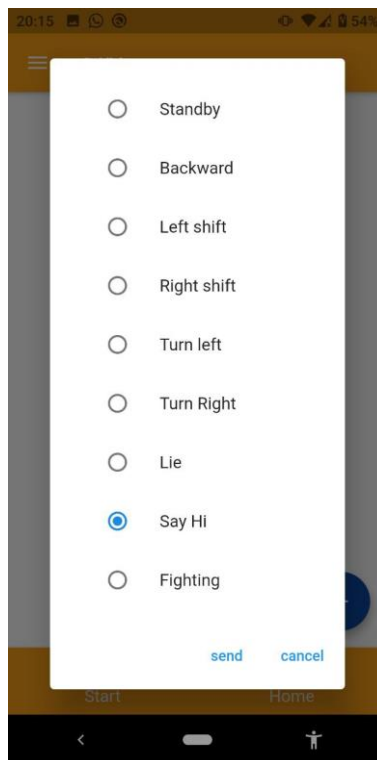 20:15 54%
Standby
Backward
Left shift
Right shift
Turn left
Turn Right
Lie
Say Hi
Fighting
send cancel
Start Home